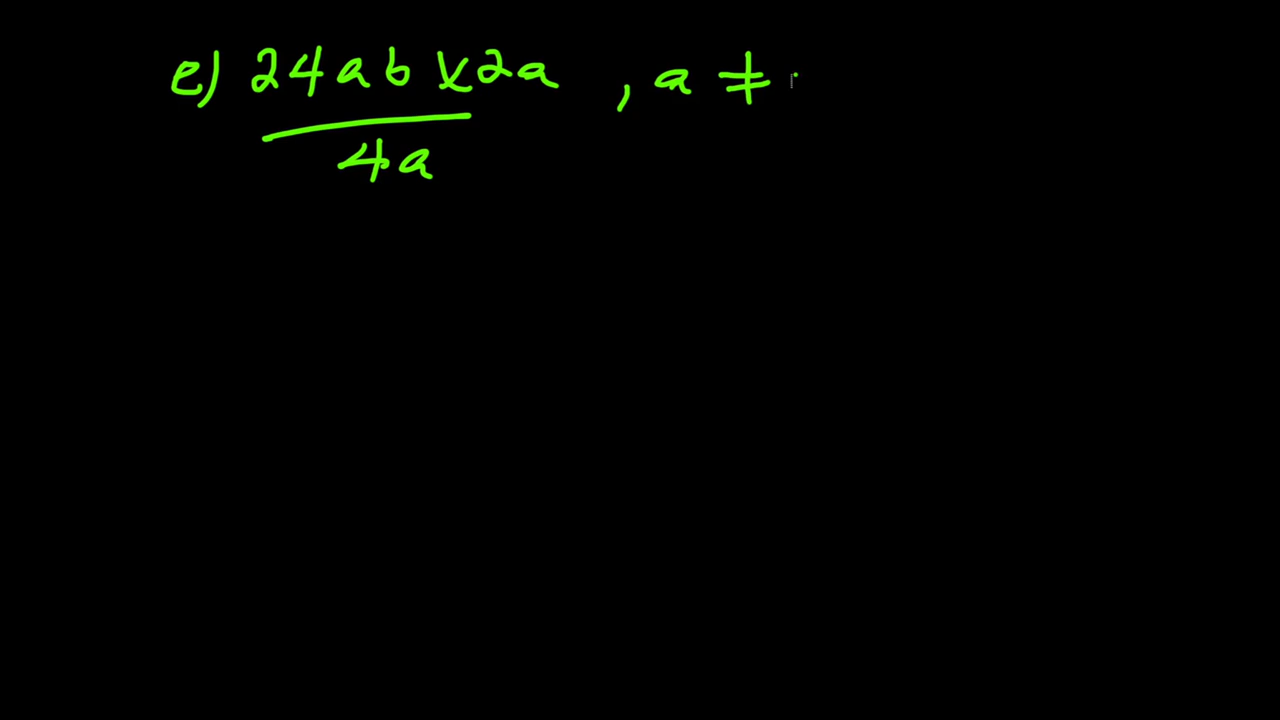 e) 24ab x 2a , a ≠
4a